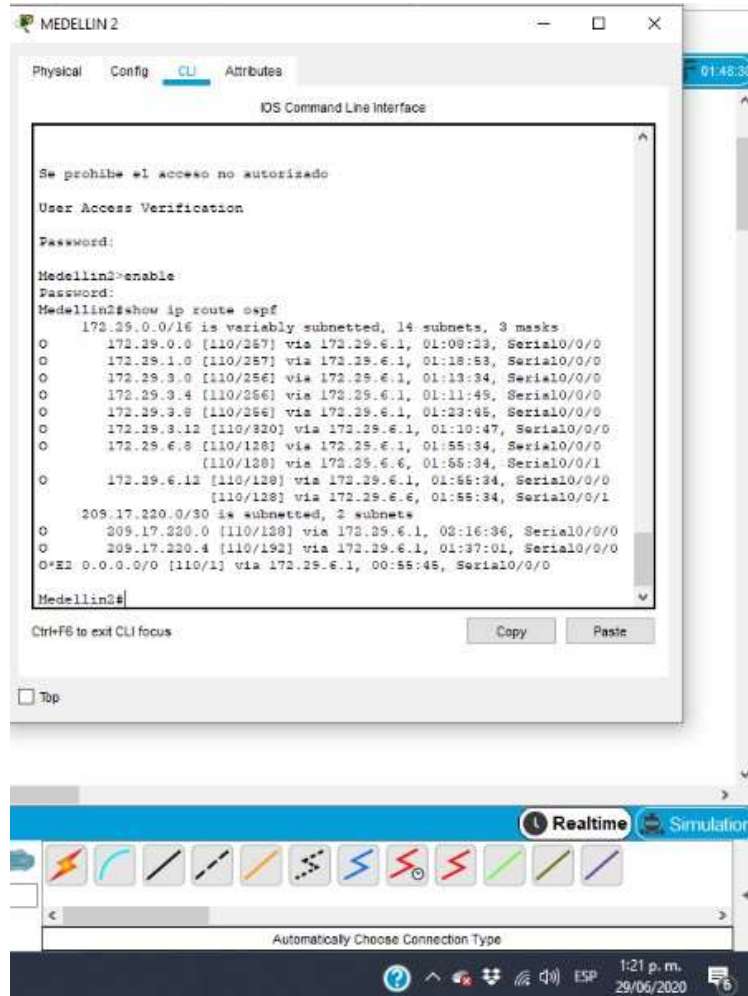 MEDELLIN 2
Physical Config CLI Attributes
01:48:30
IOS Command Line Interface
Se prohibe el acceso no autorizado
User Access Verification
Password:
Medellin2>enable
Password:
Medellin2#show ip route ospf
172.29.0.0/16 is variably subnetted, 14 subnets, 3 masks
O 172.29.0.0 [110/257] via 172.29.6.1, 01:08:23, Serial0/0/0
O 172.29.1.0 [110/257] via 172.29.6.1, 01:18:53, Serial0/0/0
O 172.29.3.0 [110/256] via 172.29.6.1, 01:13:34, Serial0/0/0
O 172.29.3.4 [110/256] via 172.29.6.1, 01:11:49, Serial0/0/0
O 172.29.3.8 [110/256] via 172.29.6.1, 01:23:45, Serial0/0/0
O 172.29.3.12 [110/320] via 172.29.6.1, 01:10:47, Serial0/0/0
O 172.29.6.8 [110/128] via 172.29.6.1, 01:55:34, Serial0/0/0
[110/128] via 172.29.6.6, 01:55:34, Serial0/0/1
O 172.29.6.12 [110/128] via 172.29.6.1, 01:55:34, Serial0/0/0
[110/128] via 172.29.6.6, 01:55:34, Serial0/0/1
209.17.220.0/30 is subnetted, 2 subnets
O 209.17.220.0 [110/128] via 172.29.6.1, 02:16:36, Serial0/0/0
O 209.17.220.4 [110/192] via 172.29.6.1, 01:37:01, Serial0/0/0
O*E2 0.0.0.0/0 [110/1] via 172.29.6.1, 00:55:45, Serial0/0/0
Medellin2#
Ctrl+F6 to exit CLI focus
Copy Paste
Top
Realtime Simulation
Automatically Choose Connection Type
ESP 1:21 p. m.
29/06/2020
6